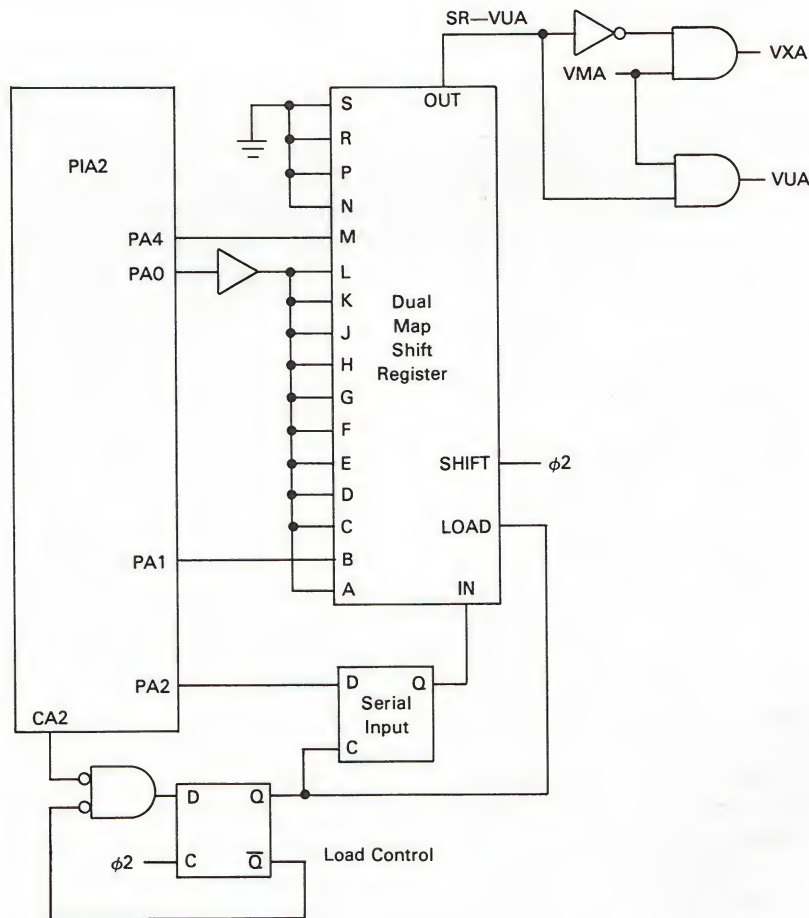 SR—VUA
VXA
VMA
OUT
VUA
PIA2
S
R
P
N
PA4
M
PA0
L
K
J
H
G
F
E
D
C
B
A
Dual
Map
Shift
Register
SHIFT
ϕ2
LOAD
PA1
IN
PA2
D
Q
Serial
Input
C
CA2
D
Q
ϕ2
C
Q̅
Load Control